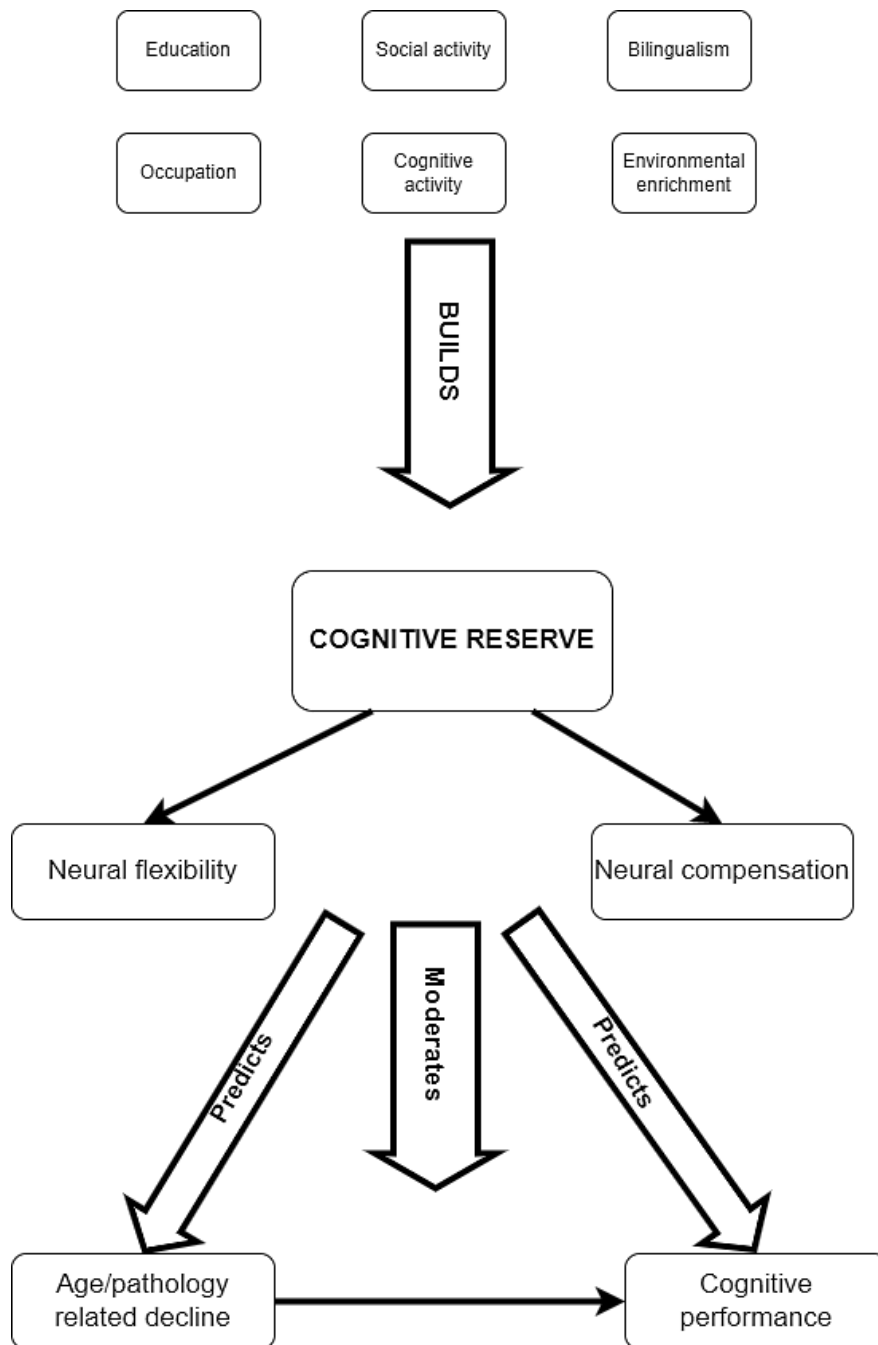 Education
Social activity
Bilingualism
Occupation
Cognitive
activity
Environmental
enrichment
BUILDS
COGNITIVE RESERVE
Neural flexibility
Neural compensation
Predicts
Moderates
Predicts
Age/pathology
related decline
Cognitive
performance